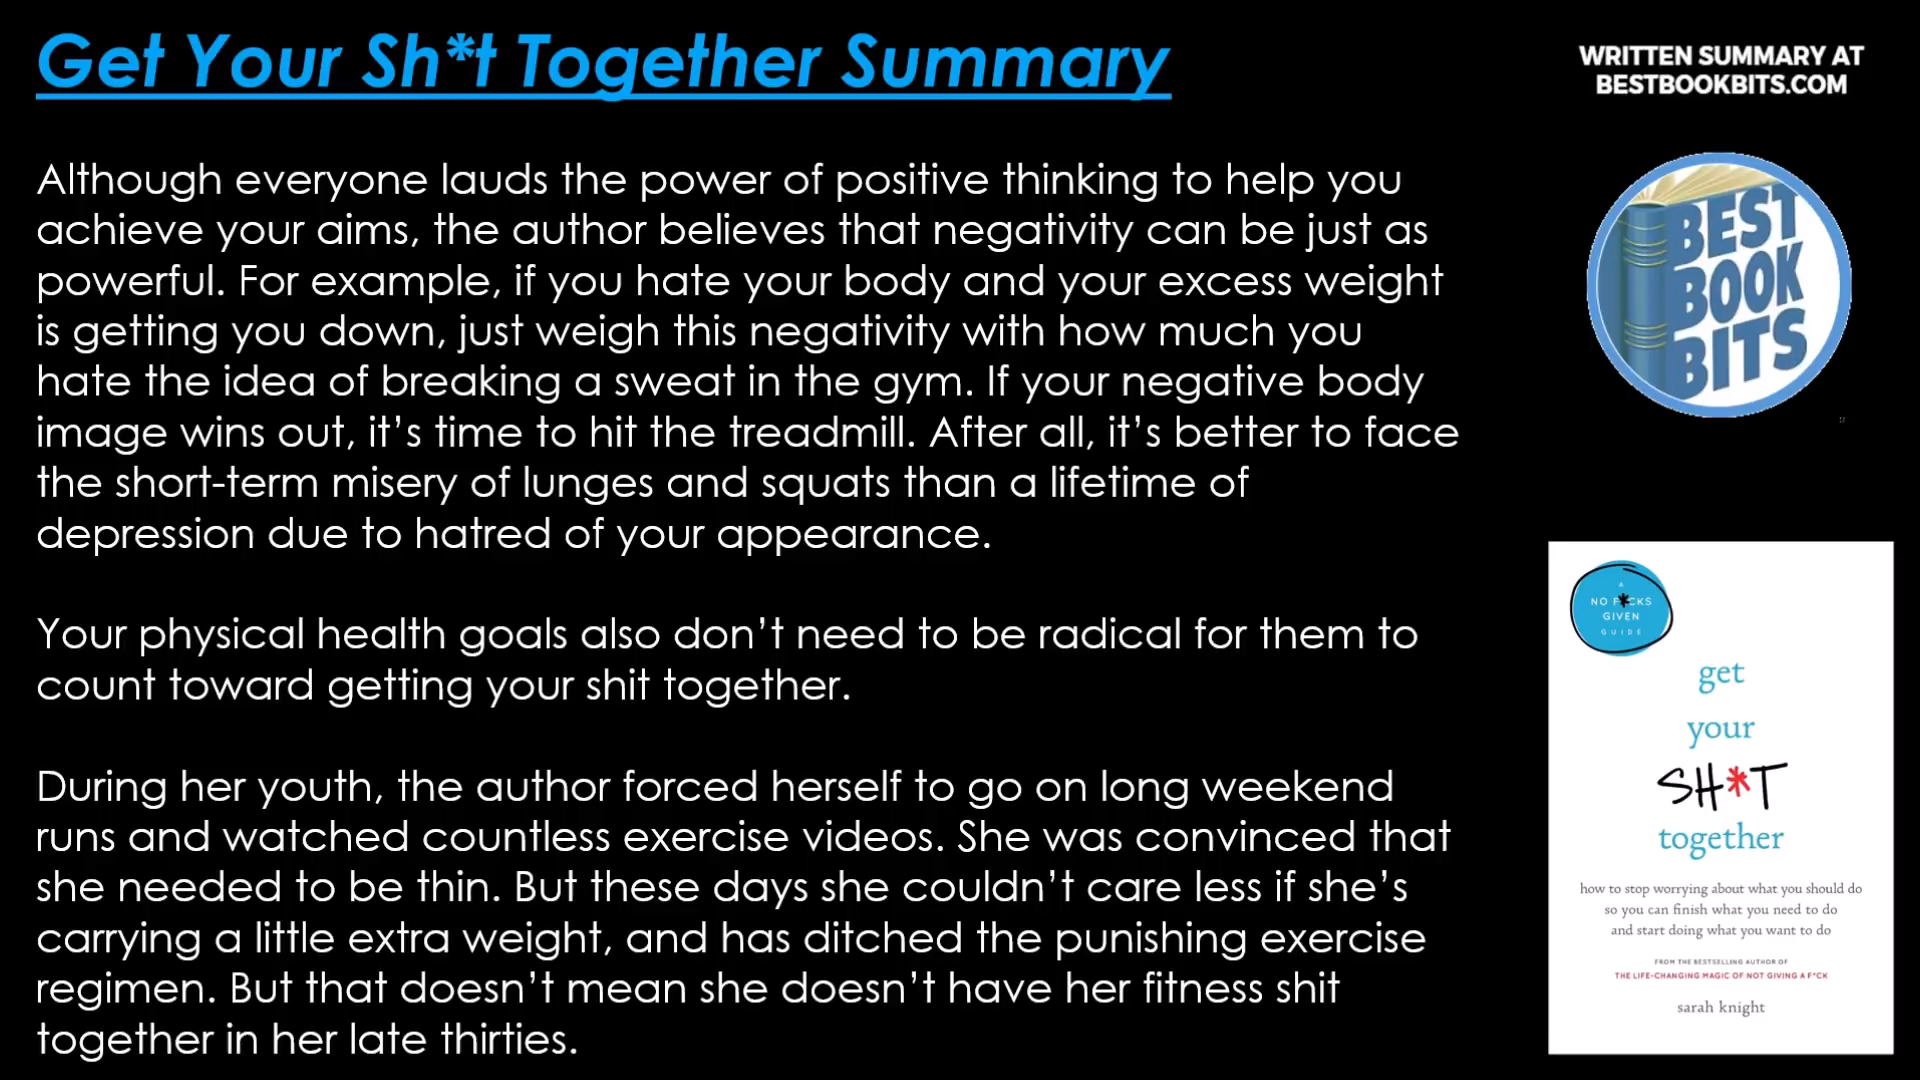 Get Your Sh*t Together Summary
WRITTEN SUMMARY AT
BESTBOOKBITS.COM
Although everyone lauds the power of positive thinking to help you
achieve your aims, the author believes that negativity can be just as
powerful. For example, if you hate your body and your excess weight
is getting you down, just weigh this negativity with how much you
hate the idea of breaking a sweat in the gym. If your negative body
image wins out, it’s time to hit the treadmill. After all, it’s better to face
the short-term misery of lunges and squats than a lifetime of
depression due to hatred of your appearance.
Your physical health goals also don’t need to be radical for them to
count toward getting your shit together.
During her youth, the author forced herself to go on long weekend
runs and watched countless exercise videos. She was convinced that
she needed to be thin. But these days she couldn’t care less if she’s
carrying a little extra weight, and has ditched the punishing exercise
regimen. But that doesn’t mean she doesn’t have her fitness shit
together in her late thirties.
BEST
BOOK
BITS
A
NO F*CKS
GIVEN
GUIDE
get
your
SH*T
together
how to stop worrying about what you should do
so you can finish what you need to do
and start doing what you want to do
FROM THE BESTSELLING AUTHOR OF
THE LIFE-CHANGING MAGIC OF NOT GIVING A F*CK
sarah knight